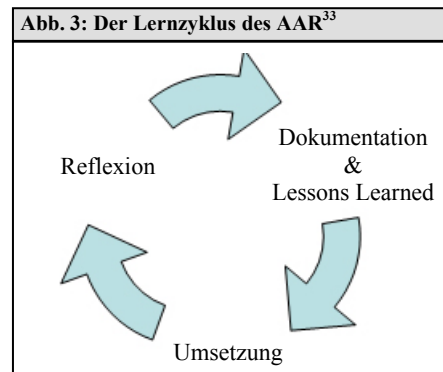 Abb. 3: Der Lernzyklus des AAR33
Reflexion
Dokumentation
&
Lessons Learned
Umsetzung